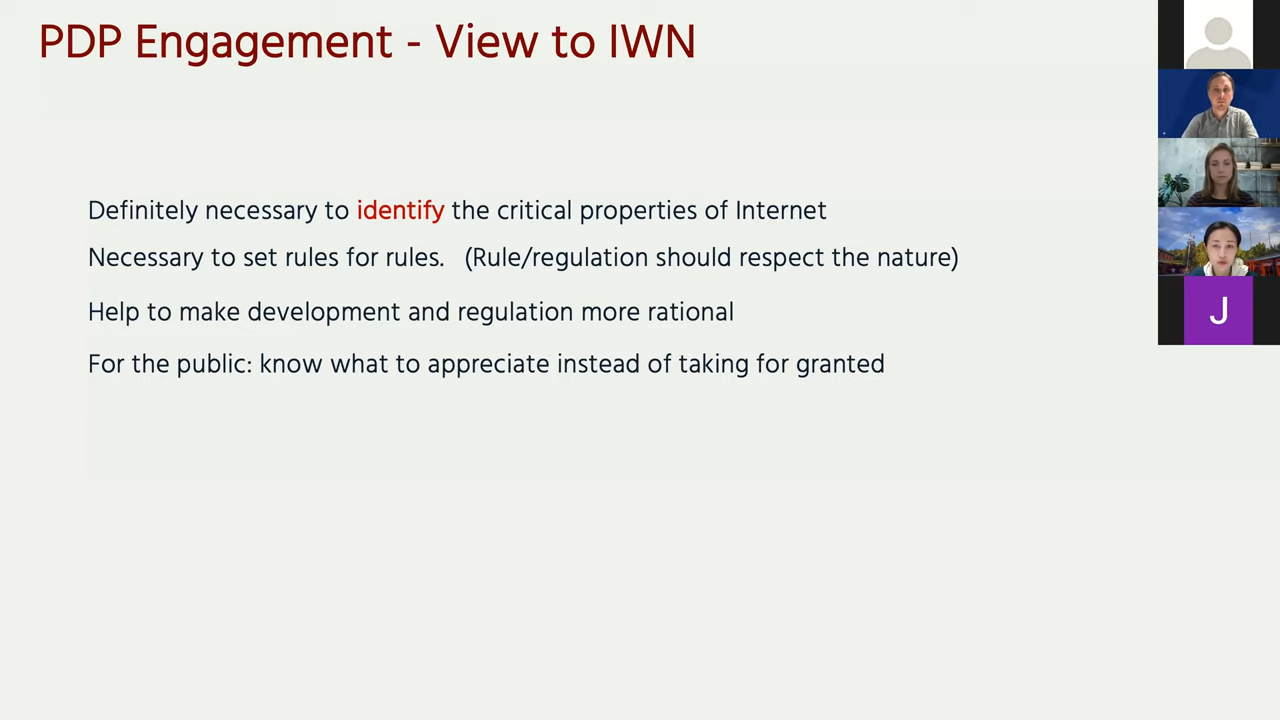 PDP Engagement - View to IWN
Definitely necessary to identify the critical properties of Internet
Necessary to set rules for rules. (Rule/regulation should respect the nature)
Help to make development and regulation more rational
For the public: know what to appreciate instead of taking for granted
J